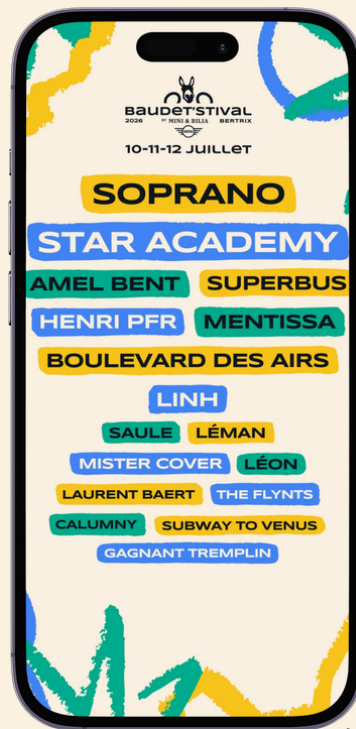 BAUDET'STIVAL
2026 BY MINI & BILIA BERTRIX
MINI
10-11-12 JUILLET
SOPRANO
STAR ACADEMY
AMEL BENT SUPERBUS
HENRI PFR MENTISSA
BOULEVARD DES AIRS
LINH
SAULE LÉMAN
MISTER COVER LÉON
LAURENT BAERT THE FLYNTS
CALUMNY SUBWAY TO VENUS
GAGNANT TREMPLIN